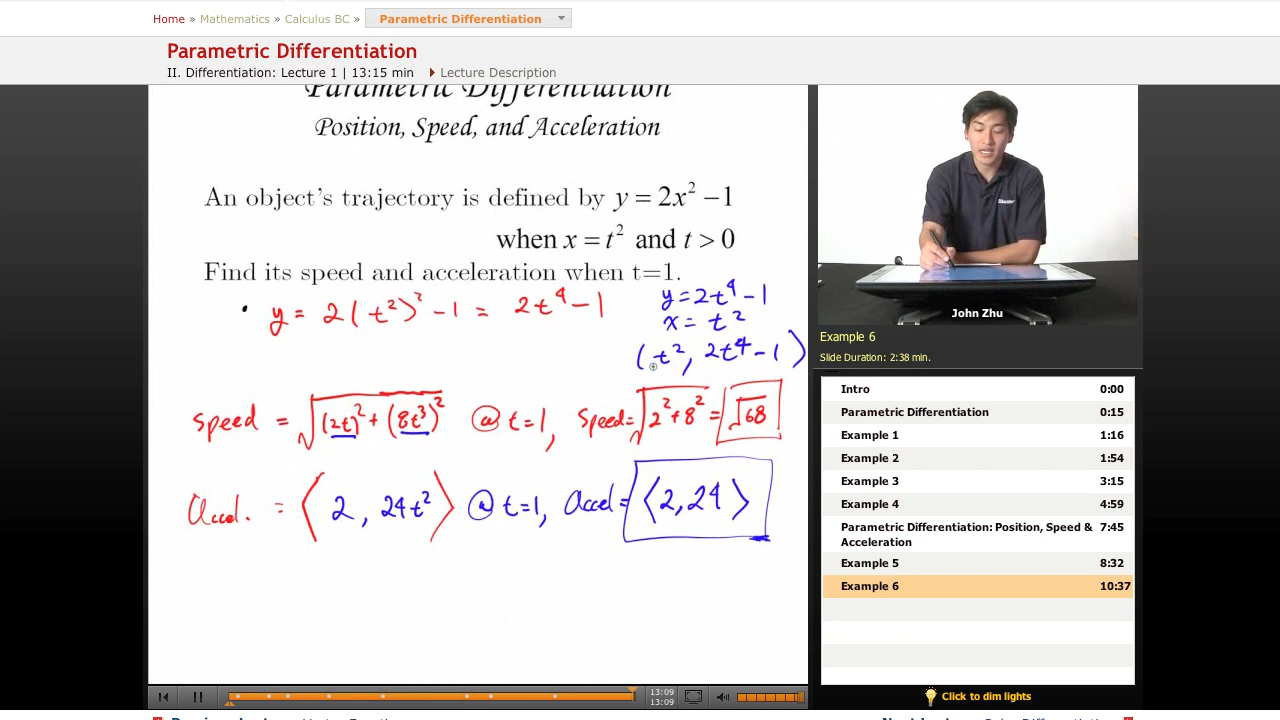 Home » Mathematics » Calculus BC » Parametric Differentiation
Parametric Differentiation
II. Differentiation: Lecture 1 | 13:15 min Lecture Description
Parametric Differentiation
Position, Speed, and Acceleration
An object's trajectory is defined by y = 2x² − 1
when x = t² and t > 0
Find its speed and acceleration when t=1.
• y = 2(t²)² − 1 = 2t⁴ − 1
y = 2t⁴ − 1
x = t²
(t², 2t⁴ − 1)
speed = √((2t)² + (8t³)²) @ t=1, speed = √(2² + 8²) = √68
accel. = ⟨2, 24t²⟩ @ t=1, accel = ⟨2, 24⟩
John Zhu
Example 6
Slide Duration: 2:38 min.
Intro 0:00
Parametric Differentiation 0:15
Example 1 1:16
Example 2 1:54
Example 3 3:15
Example 4 4:59
Parametric Differentiation: Position, Speed & 7:45
Acceleration
Example 5 8:32
Example 6 10:37
13:09
13:09
Click to dim lights